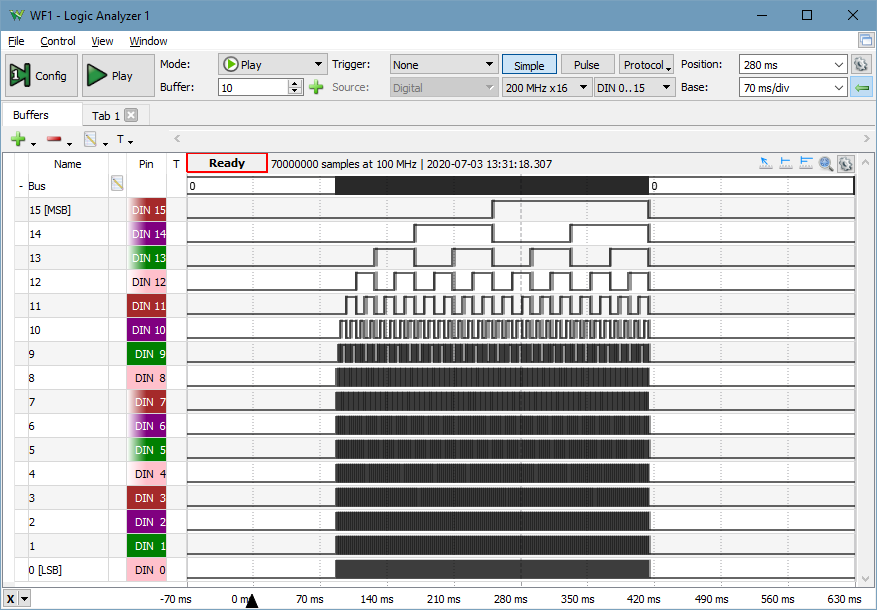 WF1 - Logic Analyzer 1
File Control View Window
Config Play Mode: Play Trigger: None Simple Pulse Protocol Position: 280 ms
Buffer: 10 Source: Digital 200 MHz x16 DIN 0..15 Base: 70 ms/div
Buffers Tab 1
T
Name Pin T Ready 70000000 samples at 100 MHz | 2020-07-03 13:31:18.307
- Bus 0 0
15 [MSB] DIN 15
14 DIN 14
13 DIN 13
12 DIN 12
11 DIN 11
10 DIN 10
9 DIN 9
8 DIN 8
7 DIN 7
6 DIN 6
5 DIN 5
4 DIN 4
3 DIN 3
2 DIN 2
1 DIN 1
0 [LSB] DIN 0
X -70 ms 0 ms 70 ms 140 ms 210 ms 280 ms 350 ms 420 ms 490 ms 560 ms 630 ms